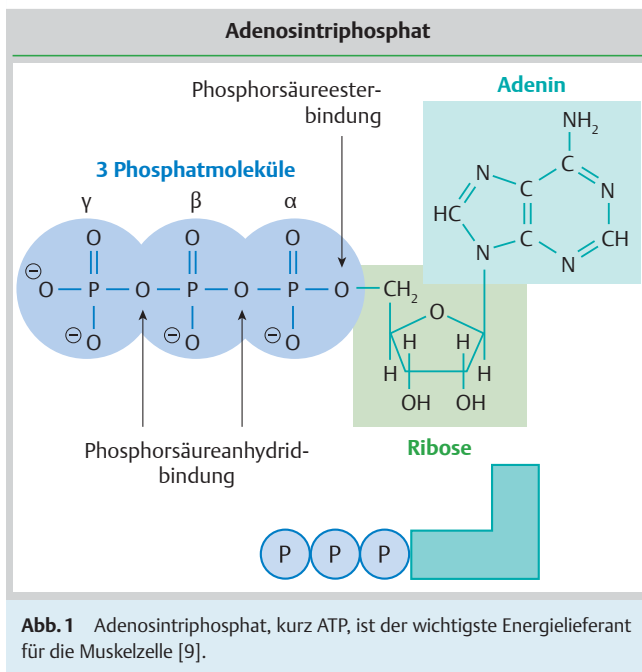 Adenosintriphosphat
Phosphorsäureester-
bindung
Adenin
3 Phosphatmoleküle
γ β α
NH2
N C N
HC C
C CH
N N
O O O
⊖O P O P O P O CH2
⊖O ⊖O ⊖O
O
H H
H H
OH OH
Phosphorsäureanhydrid-
bindung
Ribose
P P P
Abb. 1 Adenosintriphosphat, kurz ATP, ist der wichtigste Energielieferant
für die Muskelzelle [9].